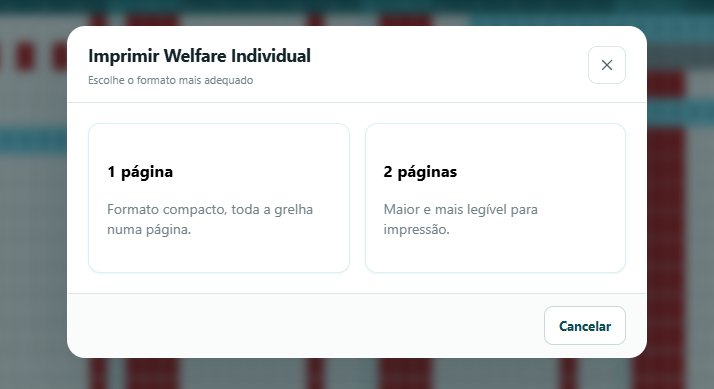 Imprimir Welfare Individual
Escolhe o formato mais adequado
1 página
Formato compacto, toda a grelha
numa página.
2 páginas
Maior e mais legível para
impressão.
Cancelar